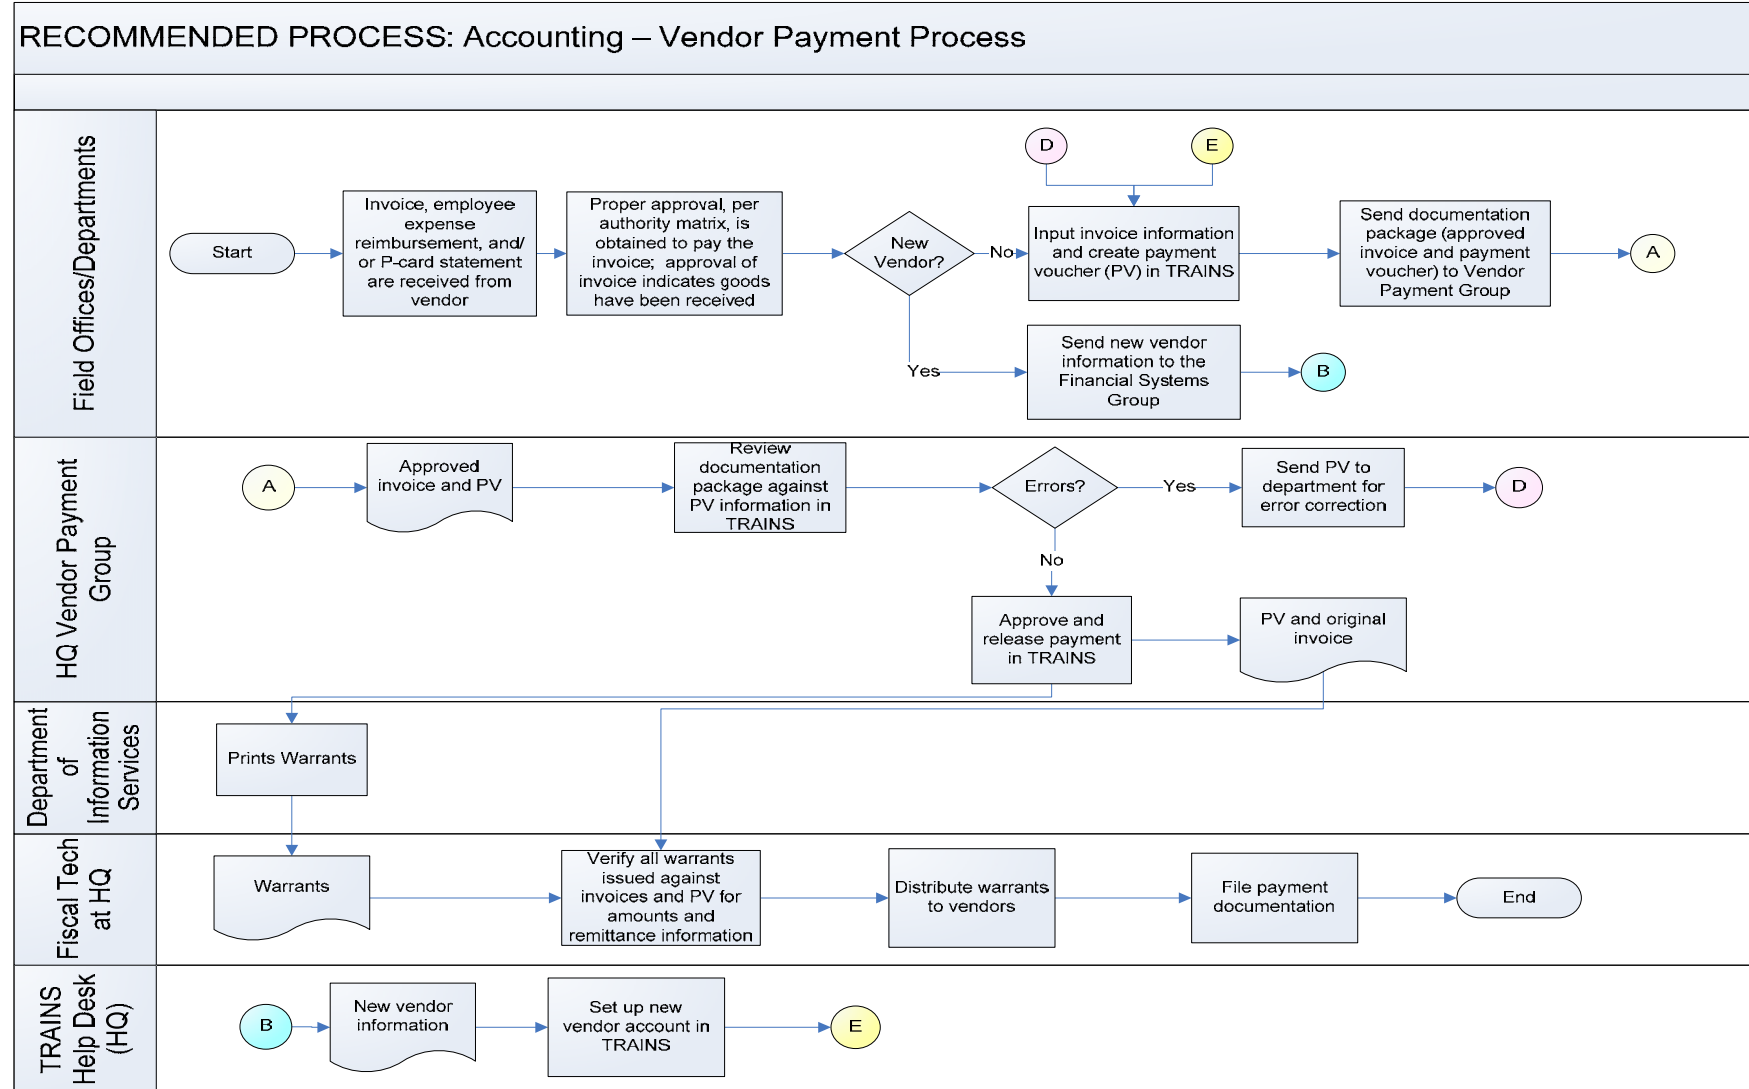 RECOMMENDED PROCESS: Accounting – Vendor Payment Process
Field Offices/Departments
D
E
Start
Invoice, employee
expense
reimbursement, and/
or P-card statement
are received from
vendor
Proper approval, per
authority matrix, is
obtained to pay the
invoice; approval of
invoice indicates goods
have been received
New
Vendor?
No
Input invoice information
and create payment
voucher (PV) in TRAINS
Send documentation
package (approved
invoice and payment
voucher) to Vendor
Payment Group
A
Yes
Send new vendor
information to the
Financial Systems
Group
B
HQ Vendor Payment
Group
A
Approved
invoice and PV
Review
documentation
package against
PV information in
TRAINS
Errors?
Yes
Send PV to
department for
error correction
D
No
Approve and
release payment
in TRAINS
PV and original
invoice
Department
of
Information
Services
Prints Warrants
Fiscal Tech
at HQ
Warrants
Verify all warrants
issued against
invoices and PV for
amounts and
remittance information
Distribute warrants
to vendors
File payment
documentation
End
TRAINS
Help Desk
(HQ)
B
New vendor
information
Set up new
vendor account in
TRAINS
E